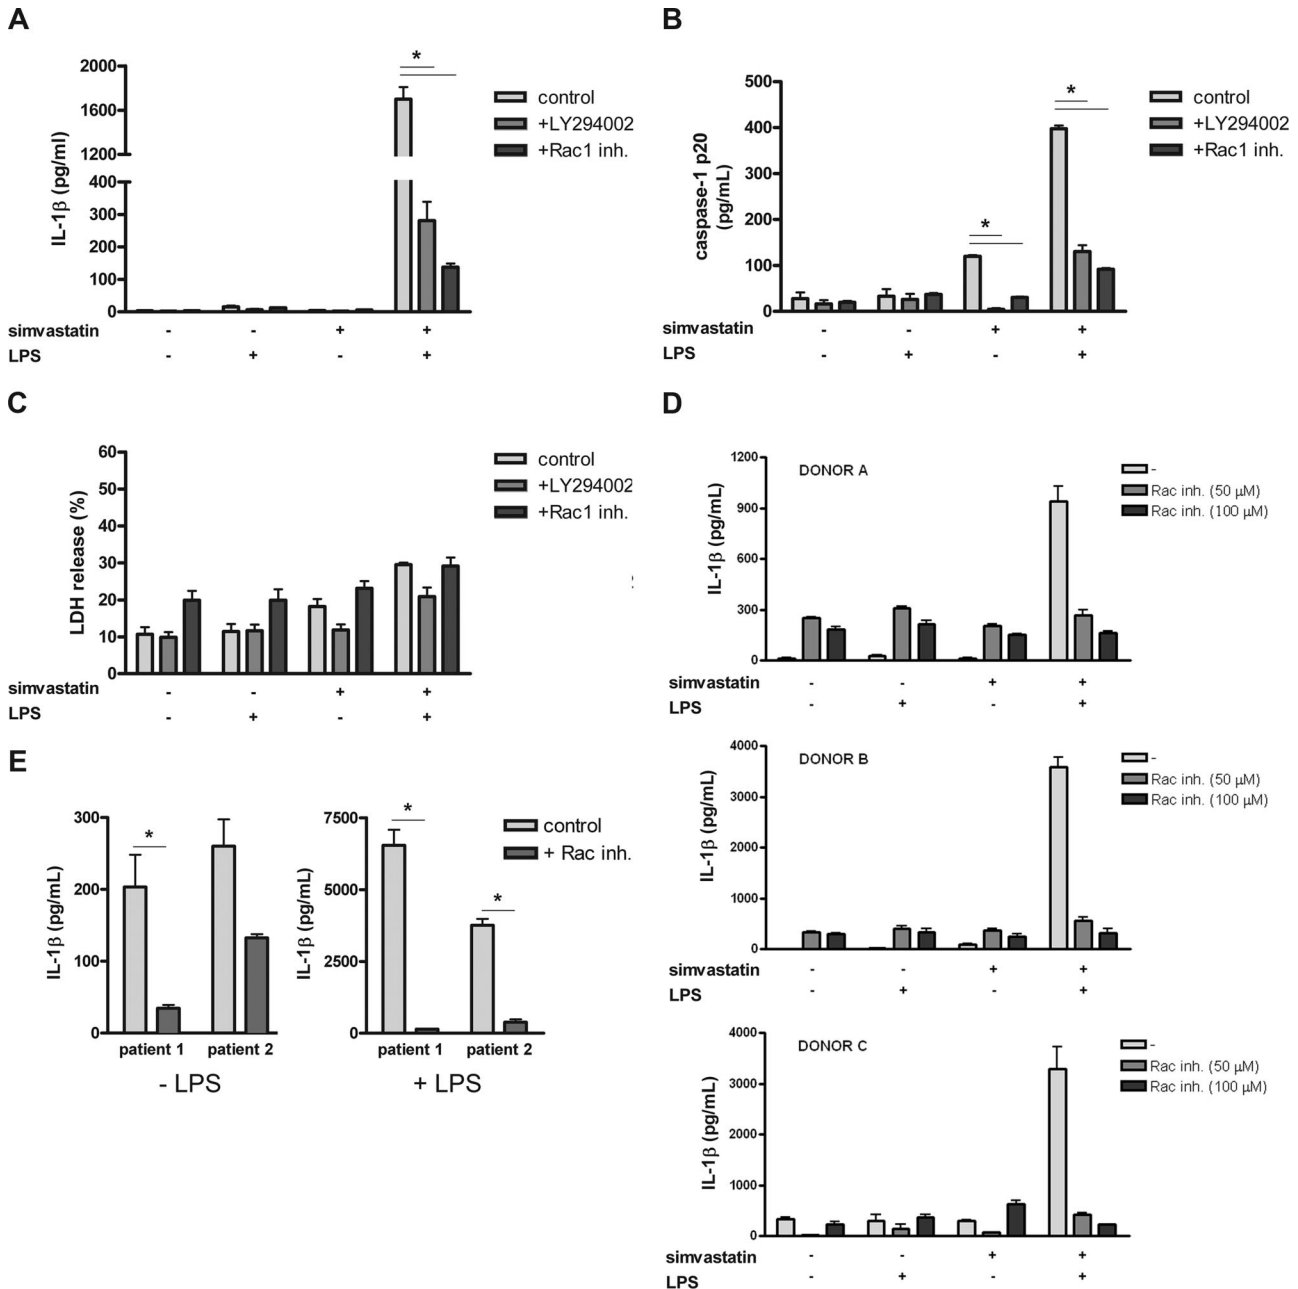 A
2000
1600
1200
400
300
200
100
0
IL-1β (pg/ml)
*
control
+LY294002
+Rac1 inh.
simvastatin - - + +
LPS - + - +
B
500
400
300
200
100
0
caspase-1 p20
(pg/mL)
*
*
control
+LY294002
+Rac1 inh.
simvastatin - - + +
LPS - + - +
C
60
50
40
30
20
10
0
LDH release (%)
control
+LY294002
+Rac1 inh.
simvastatin - - + +
LPS - + - +
D
DONOR A
1200
900
600
300
0
IL-1β (pg/mL)
-
Rac inh. (50 µM)
Rac inh. (100 µM)
simvastatin - - + +
LPS - + - +
DONOR B
4000
3000
2000
1000
0
IL-1β (pg/mL)
-
Rac inh. (50 µM)
Rac inh. (100 µM)
simvastatin - - + +
LPS - + - +
DONOR C
4000
3000
2000
1000
0
IL-1β (pg/mL)
-
Rac inh. (50 µM)
Rac inh. (100 µM)
simvastatin - - + +
LPS - + - +
E
300
200
100
0
IL-1β (pg/mL)
*
patient 1 patient 2
- LPS
7500
5000
2500
0
IL-1β (pg/mL)
*
*
control
+ Rac inh.
patient 1 patient 2
+ LPS